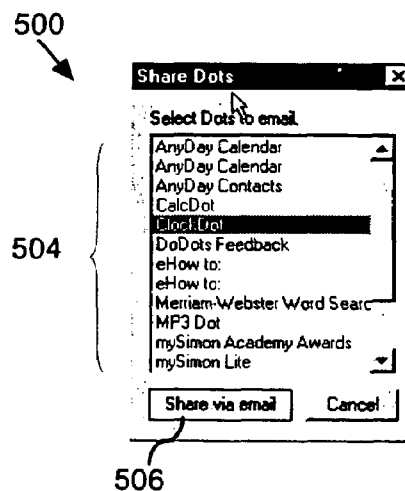 500
Share Dots
Select Dots to email.
AnyDay Calendar
AnyDay Calendar
AnyDay Contacts
CalcDot
ClockDot
DoDots Feedback
eHow to:
eHow to:
Merriam-Webster Word Searc
MP3 Dot
mySimon Academy Awards
mySimon Lite
504
Share via email Cancel
506